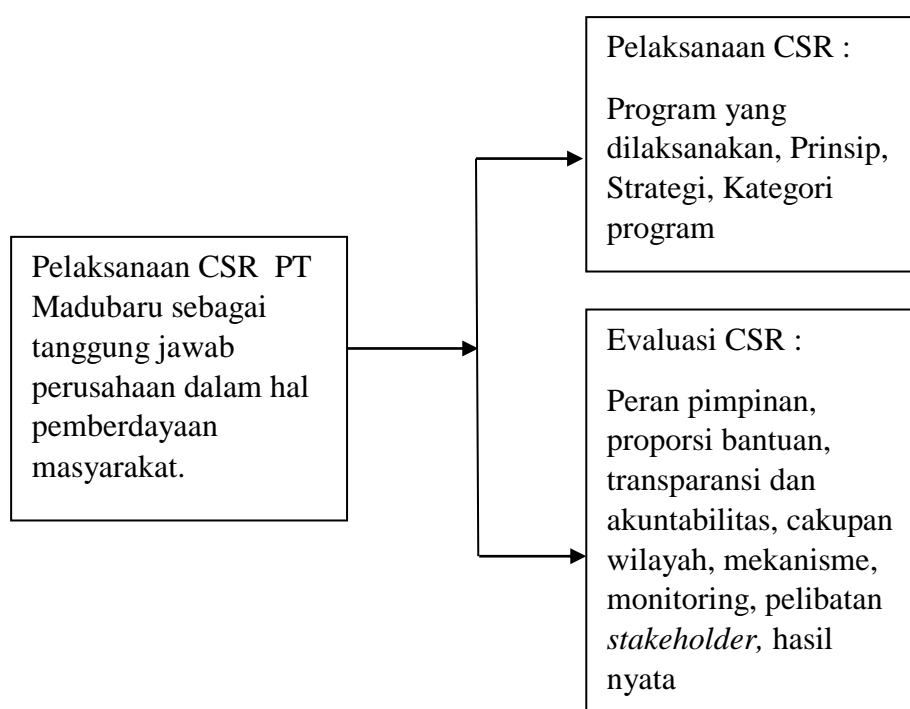 Pelaksanaan CSR PT
Madubaru sebagai
tanggung jawab
perusahaan dalam hal
pemberdayaan
masyarakat.
Pelaksanaan CSR :
Program yang
dilaksanakan, Prinsip,
Strategi, Kategori
program
Evaluasi CSR :
Peran pimpinan,
proporsi bantuan,
transparansi dan
akuntabilitas, cakupan
wilayah, mekanisme,
monitoring, pelibatan
stakeholder, hasil
nyata